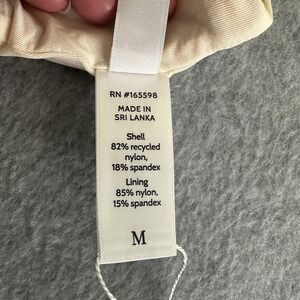 RN #165598
MADE IN
SRI LANKA
Shell
82% recycled
nylon,
18% spandex
Lining
85% nylon,
15% spandex
M